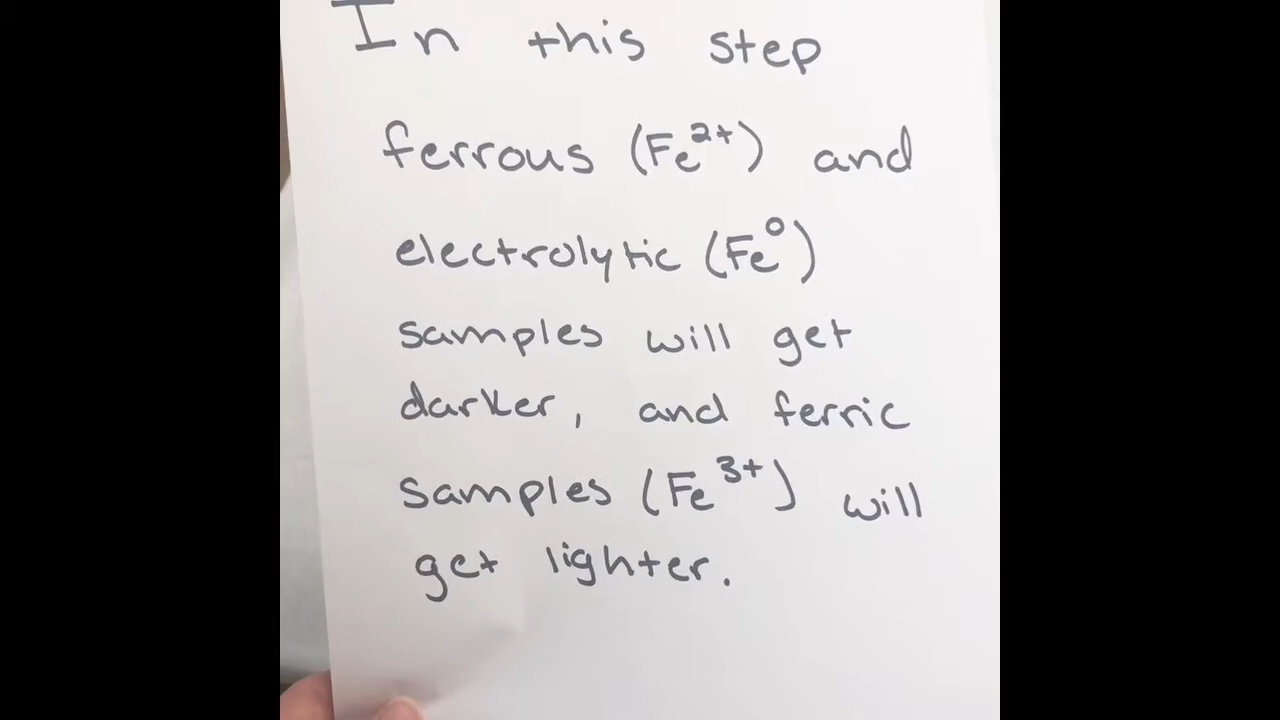 In this step
ferrous (Fe²⁺) and
electrolytic (Fe⁰)
samples will get
darker, and ferric
samples (Fe³⁺) will
get lighter.